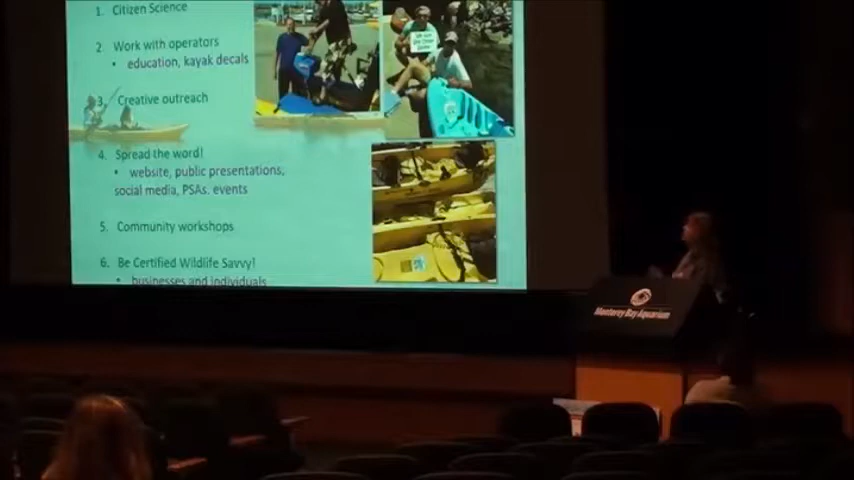 1. Citizen Science
2. Work with operators
• education, kayak decals
3. Creative outreach
4. Spread the word!
• website, public presentations,
social media, PSAs. events
5. Community workshops
6. Be Certified Wildlife Savvy!
• businesses and individuals
Monterey Bay Aquarium